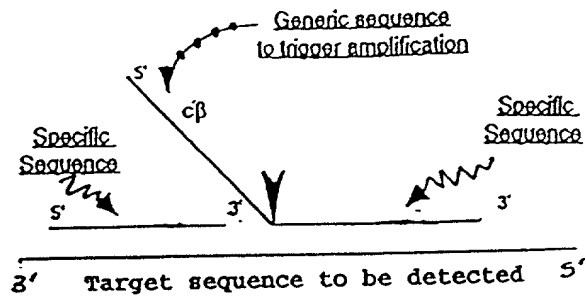 Generic sequence
to trigger amplification
5'
c'β
Specific
Sequence
Specific
Sequence
5'
3'
3'
3' Target sequence to be detected 5'